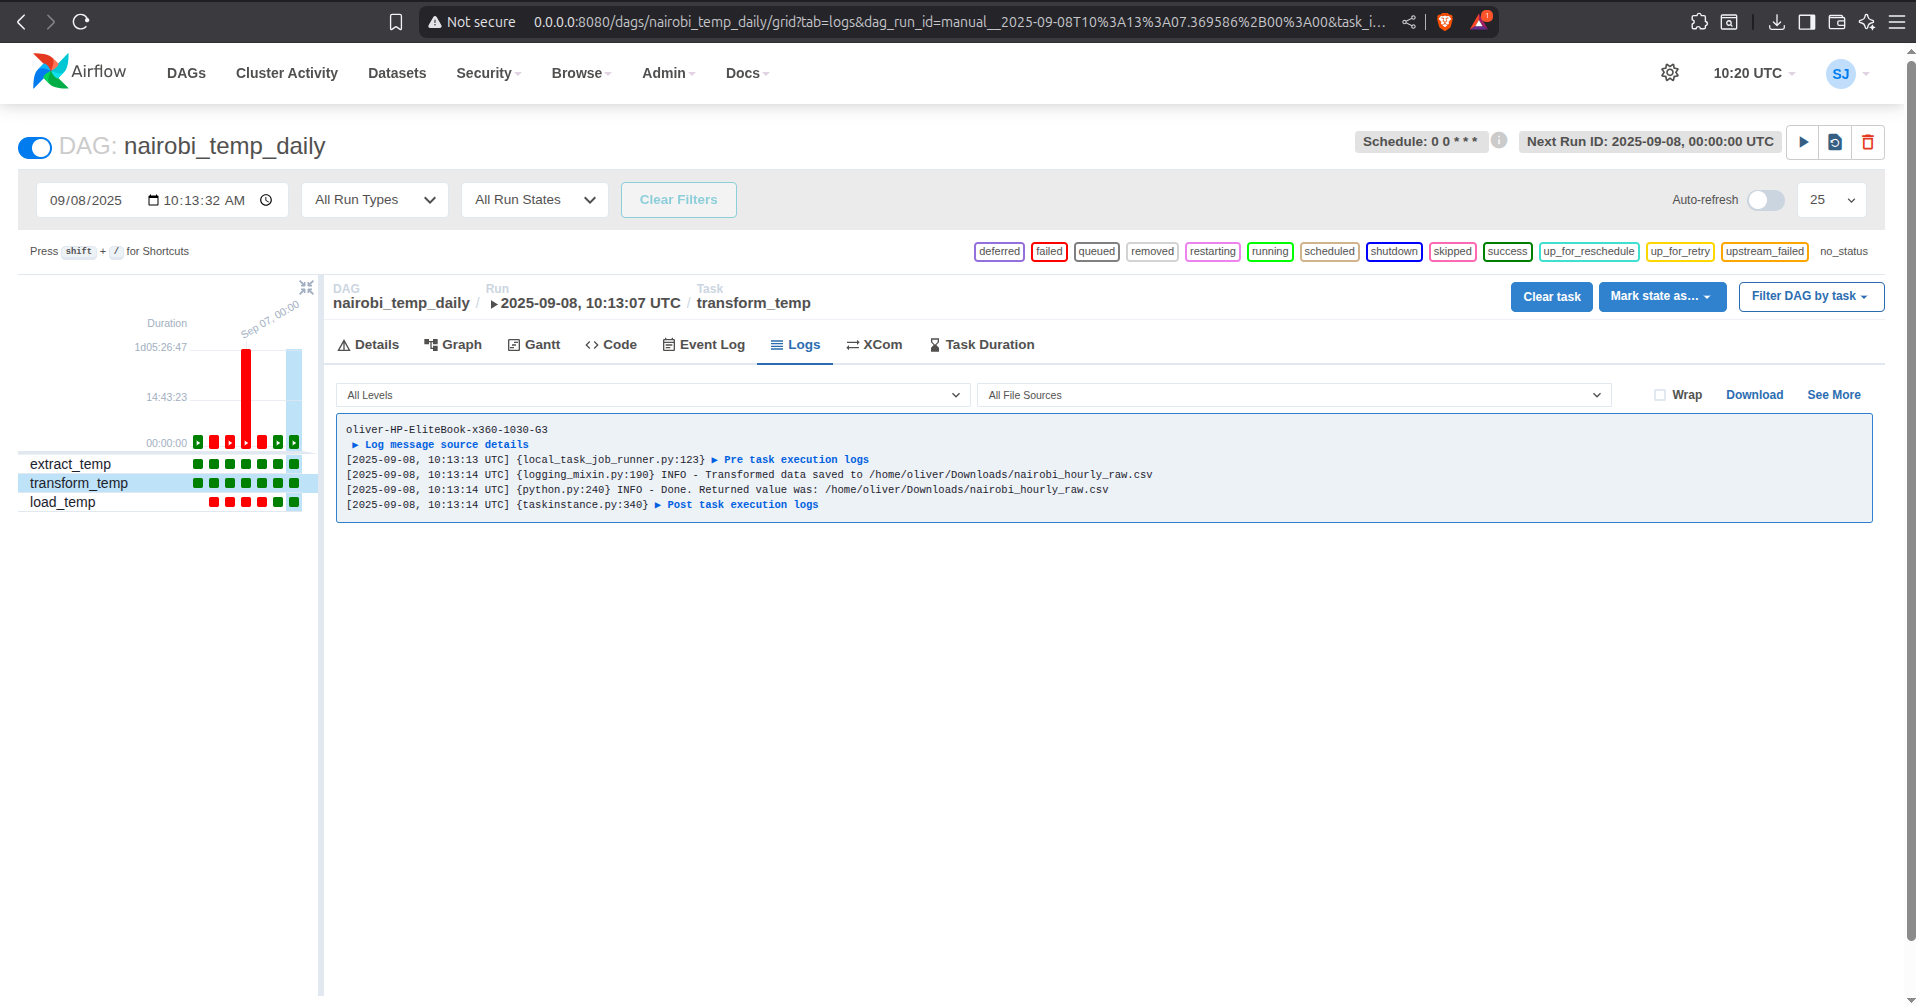 Not secure 0.0.0.0:8080/dags/nairobi_temp_daily/grid?tab=logs&dag_run_id=manual__2025-09-08T10%3A13%3A07.369586%2B00%3A00&task_i... 1
Airflow DAGs Cluster Activity Datasets Security Browse Admin Docs 10:20 UTC SJ
DAG: nairobi_temp_daily Schedule: 0 0 * * * i Next Run ID: 2025-09-08, 00:00:00 UTC
09/08/2025 10:13:32 AM All Run Types All Run States Clear Filters Auto-refresh 25
Press shift + / for Shortcuts deferred failed queued removed restarting running scheduled shutdown skipped success up_for_reschedule up_for_retry upstream_failed no_status
DAG Run Task
nairobi_temp_daily / 2025-09-08, 10:13:07 UTC / transform_temp Clear task Mark state as... Filter DAG by task
Sep 07, 00:00
Duration
1d05:26:47
14:43:23
00:00:00
extract_temp
transform_temp
load_temp
Details Graph Gantt Code Event Log Logs XCom Task Duration
All Levels All File Sources Wrap Download See More
oliver-HP-EliteBook-x360-1030-G3
▶ Log message source details
[2025-09-08, 10:13:13 UTC] {local_task_job_runner.py:123} ▶ Pre task execution logs
[2025-09-08, 10:13:14 UTC] {logging_mixin.py:190} INFO - Transformed data saved to /home/oliver/Downloads/nairobi_hourly_raw.csv
[2025-09-08, 10:13:14 UTC] {python.py:240} INFO - Done. Returned value was: /home/oliver/Downloads/nairobi_hourly_raw.csv
[2025-09-08, 10:13:14 UTC] {taskinstance.py:340} ▶ Post task execution logs